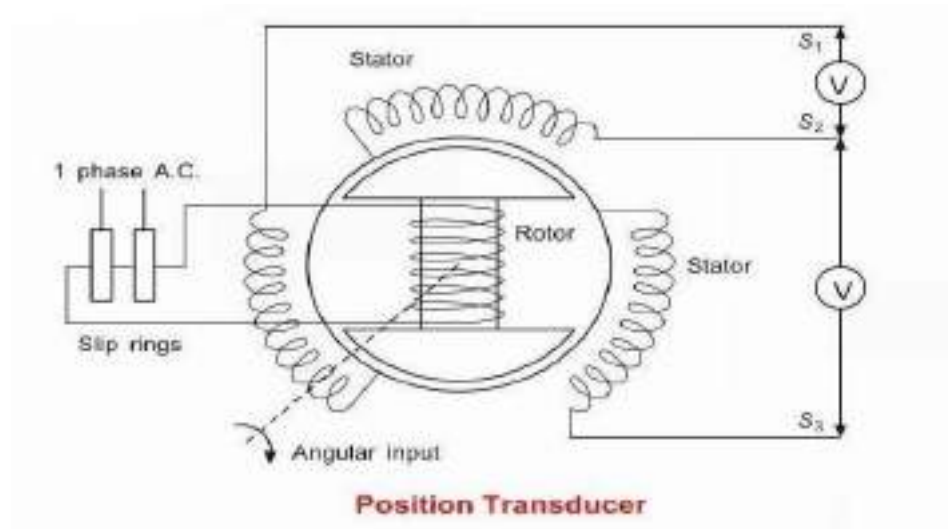 S1
Stator
V
S2
1 phase A.C.
Rotor
Stator
V
Slip rings
S3
Angular input
Position Transducer